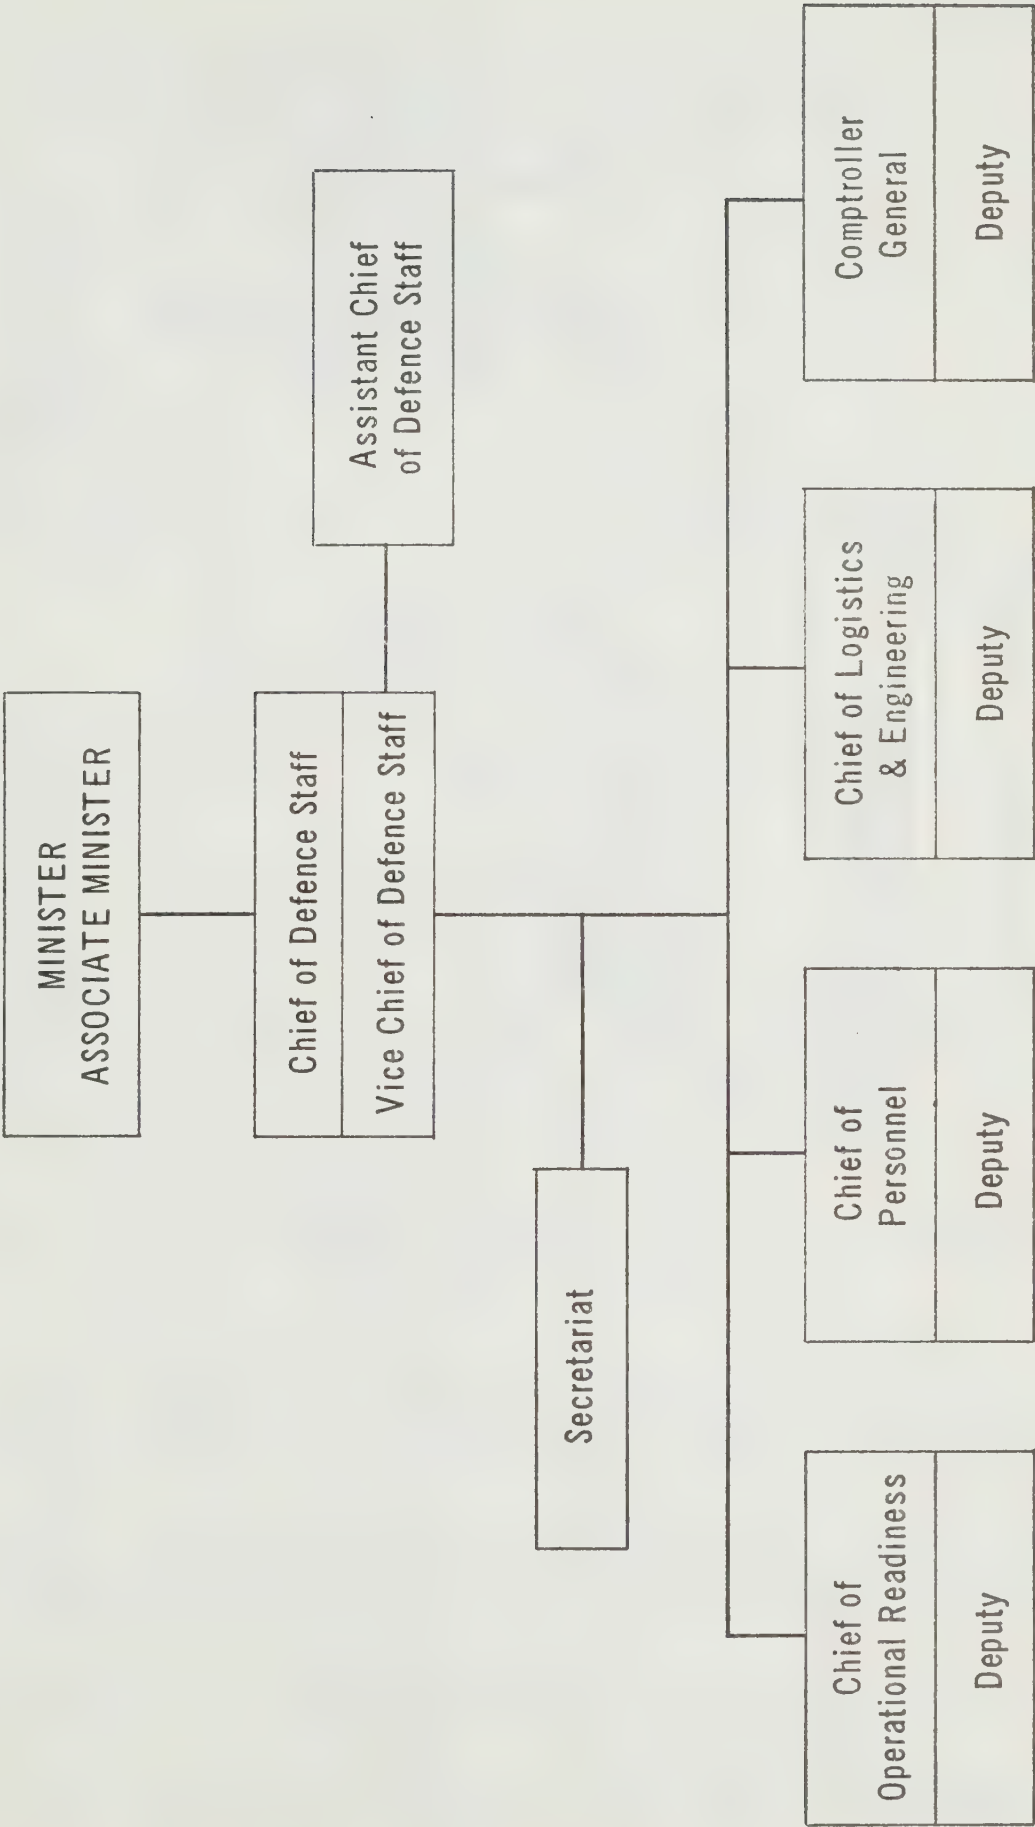 MINISTER
ASSOCIATE MINISTER
Chief of Defence Staff
Vice Chief of Defence Staff
Assistant Chief
of Defence Staff
Secretariat
Chief of
Operational Readiness
Deputy
Chief of
Personnel
Deputy
Chief of Logistics
& Engineering
Deputy
Comptroller
General
Deputy